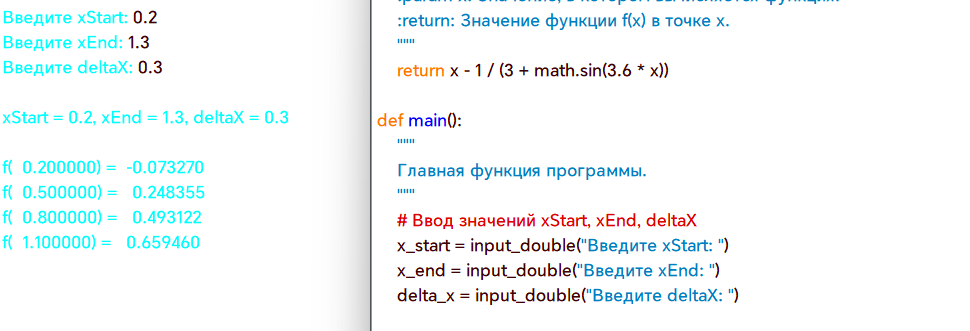 Введите xStart: 0.2
Введите xEnd: 1.3
Введите deltaX: 0.3
xStart = 0.2, xEnd = 1.3, deltaX = 0.3
f(  0.200000) =  -0.073270
f(  0.500000) =   0.248355
f(  0.800000) =   0.493122
f(  1.100000) =   0.659460
:return: Значение функции f(x) в точке x.
"""
return x - 1 / (3 + math.sin(3.6 * x))
def main():
"""
Главная функция программы.
"""
# Ввод значений xStart, xEnd, deltaX
x_start = input_double("Введите xStart: ")
x_end = input_double("Введите xEnd: ")
delta_x = input_double("Введите deltaX: ")